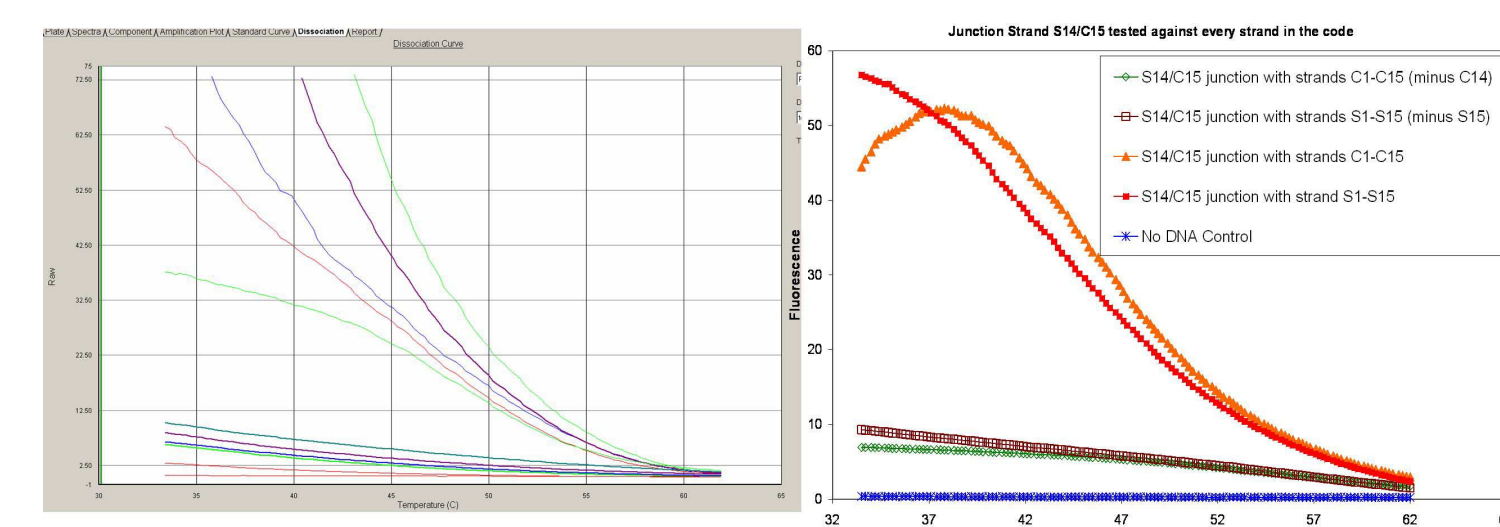 Plate Spectra Component Amplification Plot Standard Curve Dissociation Report
Dissociation Curve
75
72.50
62.50
52.50
42.50
32.50
22.50
12.50
2.50
-1
Raw
30 35 40 45 50 55 60 65
Temperature (C)
Junction Strand S14/C15 tested against every strand in the code
60
50
40
30
20
10
0
Fluorescence
32 37 42 47 52 57 62
S14/C15 junction with strands C1-C15 (minus C14)
S14/C15 junction with strands S1-S15 (minus S15)
S14/C15 junction with strands C1-C15
S14/C15 junction with strand S1-S15
No DNA Control